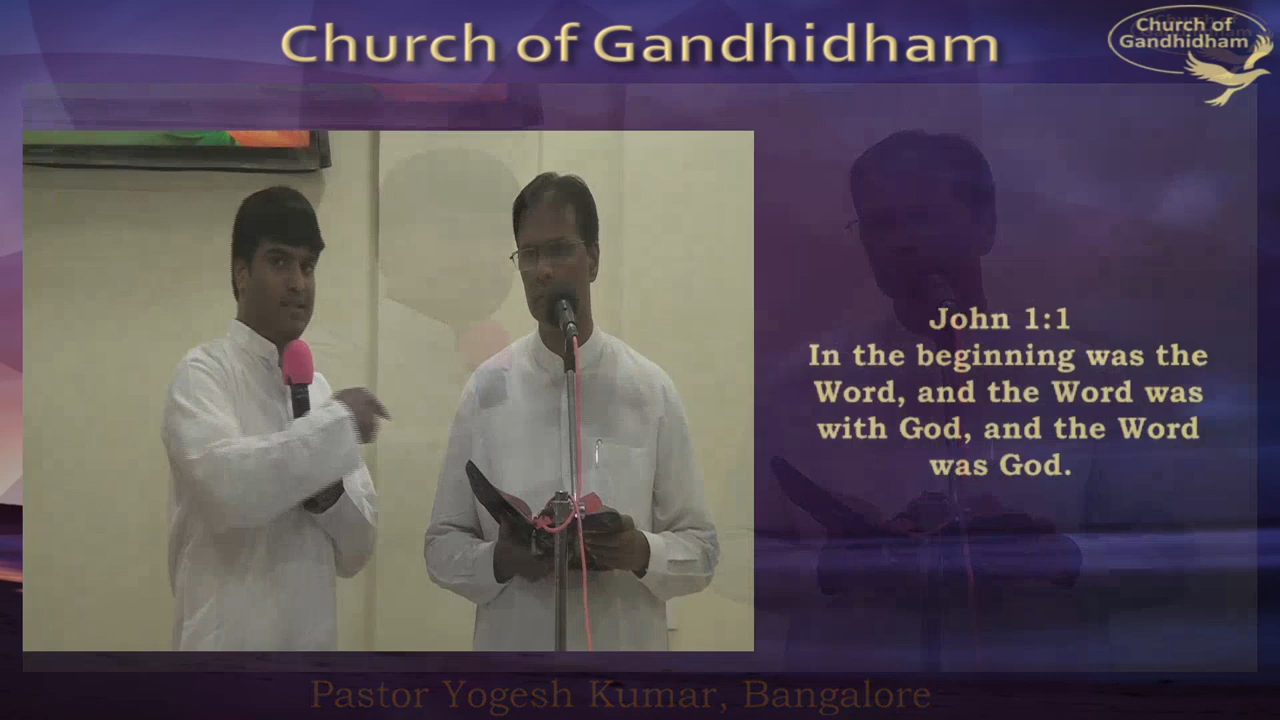 Church of Gandhidham
Church of
Gandhidham
John 1:1
In the beginning was the
Word, and the Word was
with God, and the Word
was God.
Pastor Yogesh Kumar, Bangalore